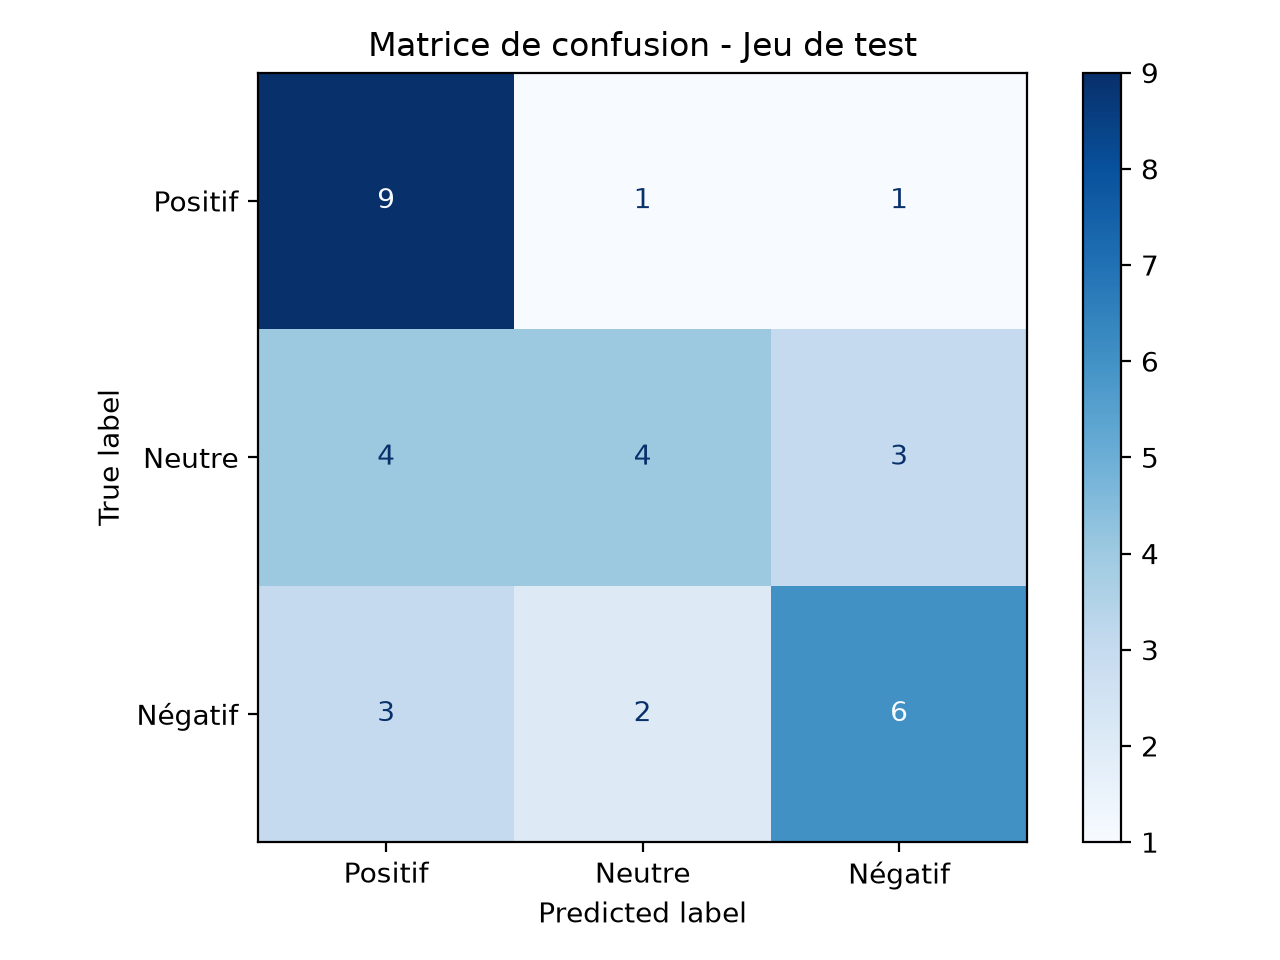 Matrice de confusion - Jeu de test
True label
Positif 9 1 1
Neutre 4 4 3
Négatif 3 2 6
Positif Neutre Négatif
Predicted label
9
8
7
6
5
4
3
2
1